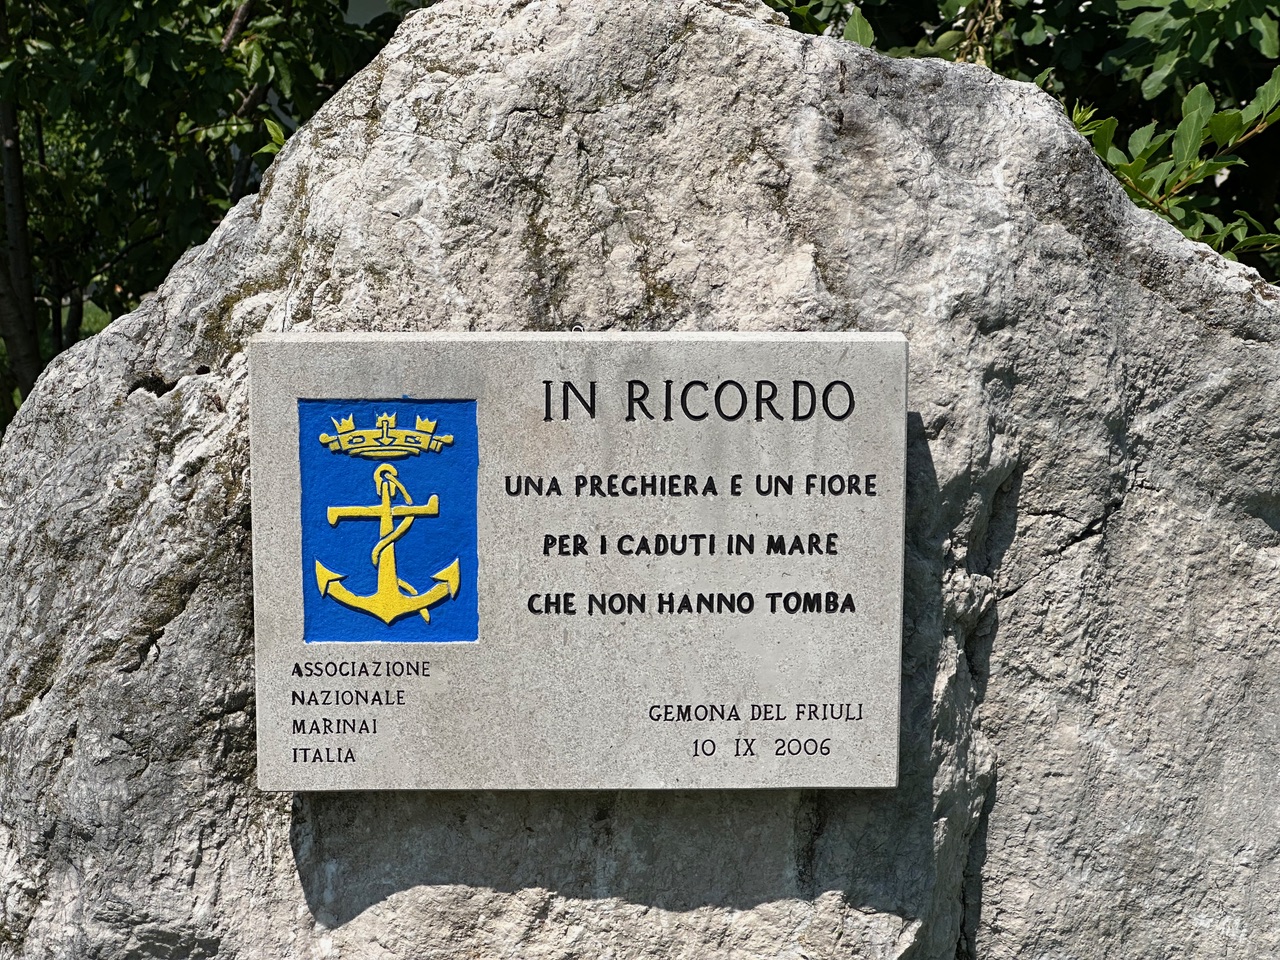 IN RICORDO
UNA PREGHIERA E UN FIORE
PER I CADUTI IN MARE
CHE NON HANNO TOMBA
ASSOCIAZIONE
NAZIONALE
MARINAI
ITALIA
GEMONA DEL FRIULI
10 IX 2006